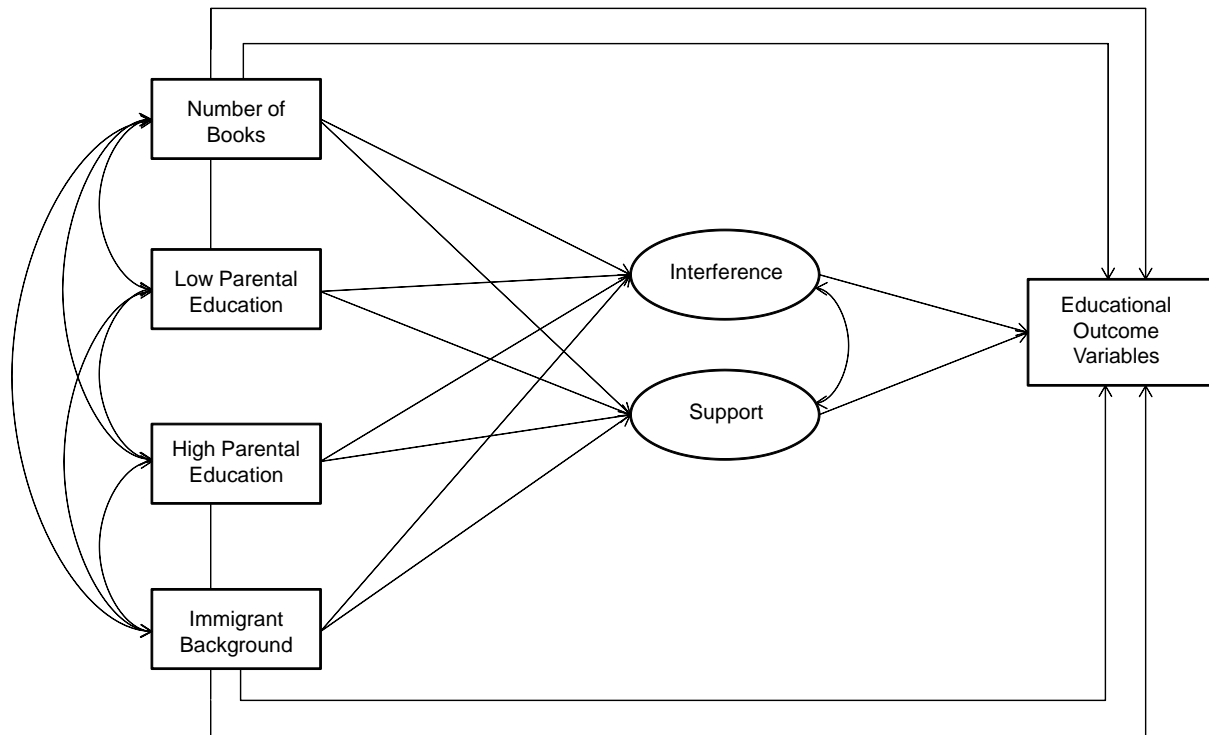 Number of
Books
Low Parental
Education
High Parental
Education
Immigrant
Background
Interference
Support
Educational
Outcome
Variables